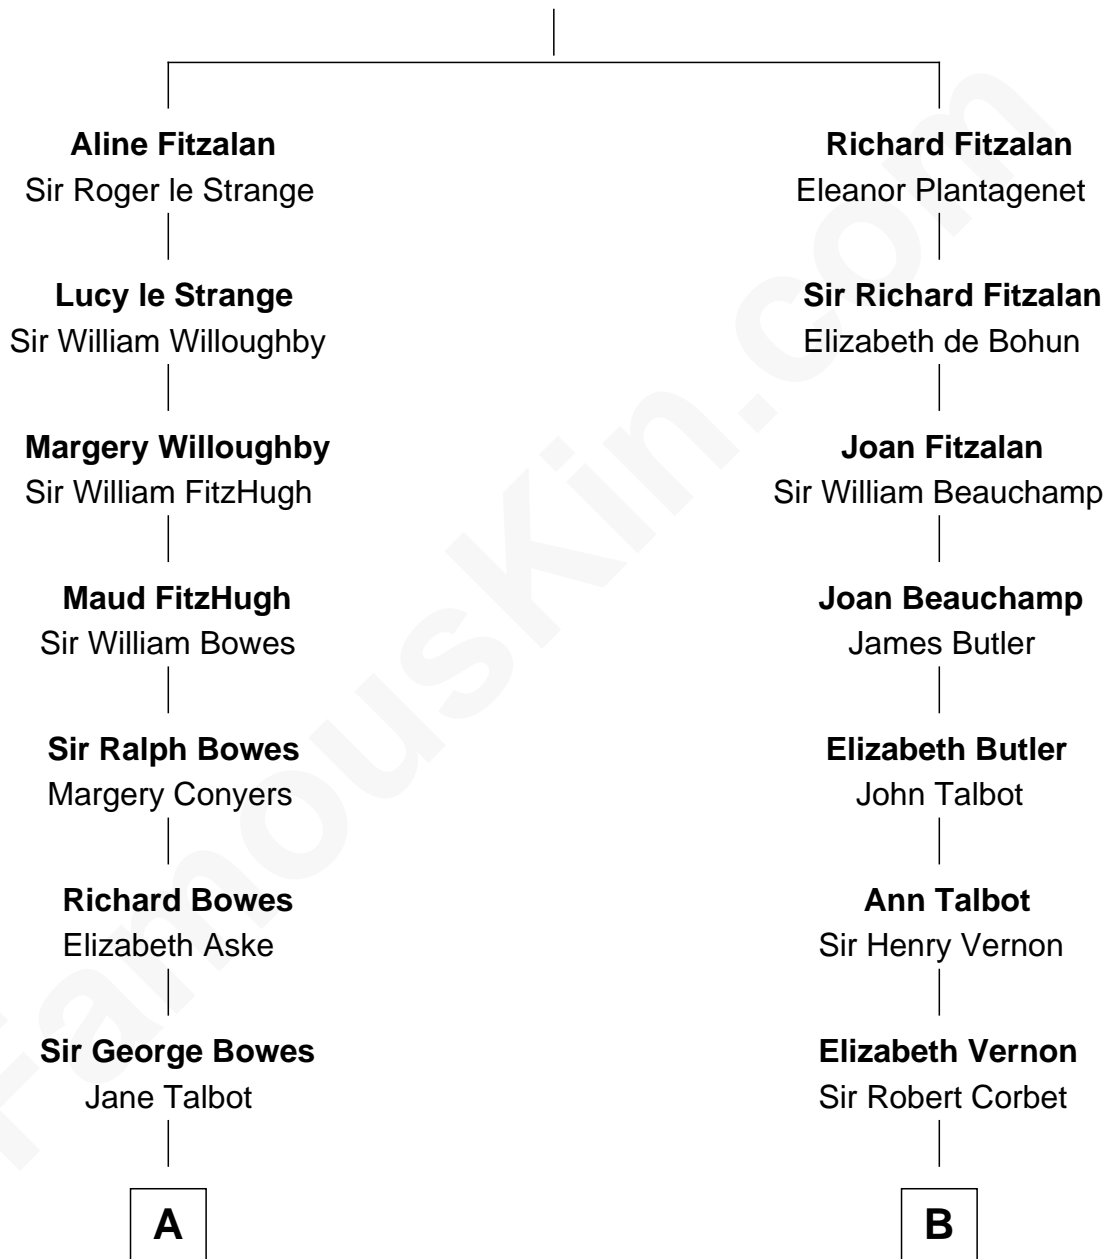 Aline Fitzalan
Sir Roger le Strange
Lucy le Strange
Sir William Willoughby
Margery Willoughby
Sir William FitzHugh
Maud FitzHugh
Sir William Bowes
Sir Ralph Bowes
Margery Conyers
Richard Bowes
Elizabeth Aske
Sir George Bowes
Jane Talbot
A
Richard Fitzalan
Eleanor Plantagenet
Sir Richard Fitzalan
Elizabeth de Bohun
Joan Fitzalan
Sir William Beauchamp
Joan Beauchamp
James Butler
Elizabeth Butler
John Talbot
Ann Talbot
Sir Henry Vernon
Elizabeth Vernon
Sir Robert Corbet
B
FamousKin.com